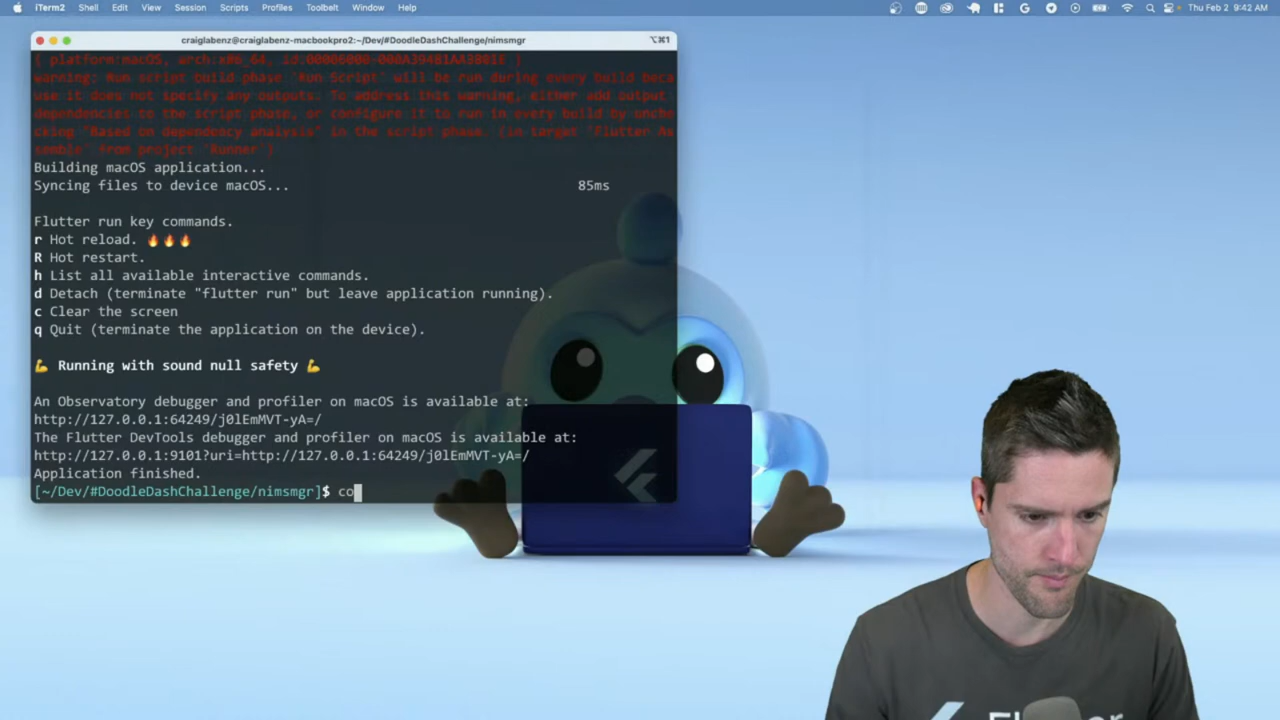 iTerm2 Shell Edit View Session Scripts Profiles Toolbelt Window Help Thu Feb 2 9:42 AM
craiglabenz@craiglabenz-macbookpro2:~/Dev/#DoodleDashChallenge/nimsmgr ⌥⌘1
{ platform:macOS, arch:x86_64,
warning: Run script build phase 'Run Script' will be run during every build beca
use it does not specify any outputs. To address this warning, either add output
dependencies to the script phase, or configure it to run in every build by unche
cking "Based on dependency analysis" in the script phase. (in target 'Flutter As
semble' from project 'Runner')
Building macOS application...
Syncing files to device macOS... 85ms
Flutter run key commands.
r Hot reload. 🔥🔥🔥
R Hot restart.
h List all available interactive commands.
d Detach (terminate "flutter run" but leave application running).
c Clear the screen
q Quit (terminate the application on the device).
💪 Running with sound null safety 💪
An Observatory debugger and profiler on macOS is available at:
http://127.0.0.1:64249/j0lEmMVT-yA=/
The Flutter DevTools debugger and profiler on macOS is available at:
http://127.0.0.1:9101?uri=http://127.0.0.1:64249/j0lEmMVT-yA=/
Application finished.
[~/Dev/#DoodleDashChallenge/nimsmgr]$ co